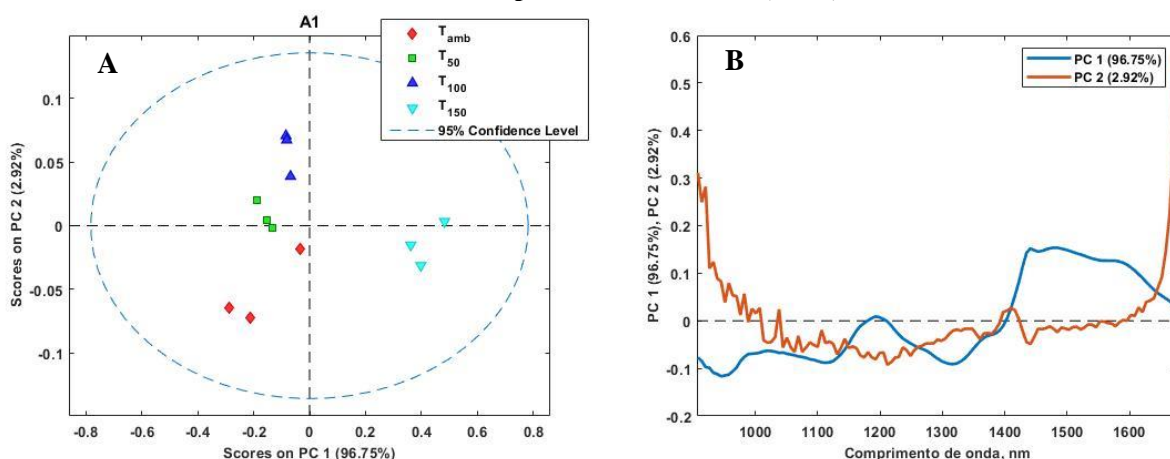 A1
A
T_amb
T_50
T_100
T_150
95% Confidence Level
0.1
0.05
0
-0.05
-0.1
Scores on PC 2 (2.92%)
-0.8 -0.6 -0.4 -0.2 0 0.2 0.4 0.6 0.8
Scores on PC 1 (96.75%)
B
PC 1 (96.75%)
PC 2 (2.92%)
0.6
0.5
0.4
0.3
0.2
0.1
0
-0.1
-0.2
PC 1 (96.75%), PC 2 (2.92%)
1000 1100 1200 1300 1400 1500 1600
Comprimento de onda, nm